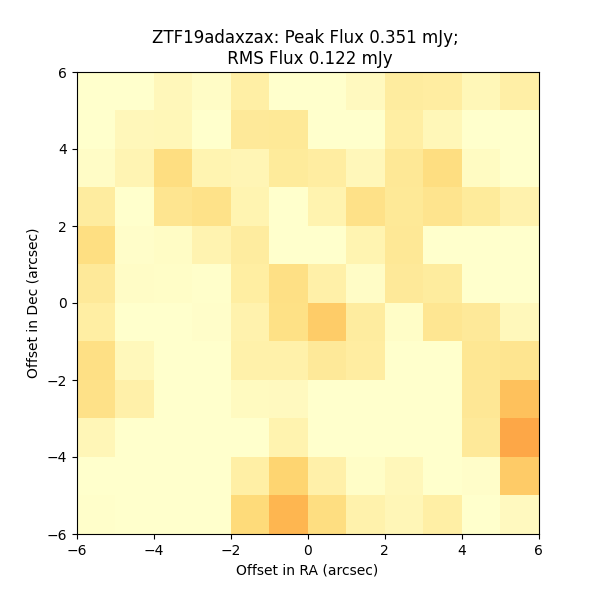 ZTF19adaxzax: Peak Flux 0.351 mJy;
RMS Flux 0.122 mJy
6
4
2
0
−2
−4
−6
Offset in Dec (arcsec)
−6 −4 −2 0 2 4 6
Offset in RA (arcsec)